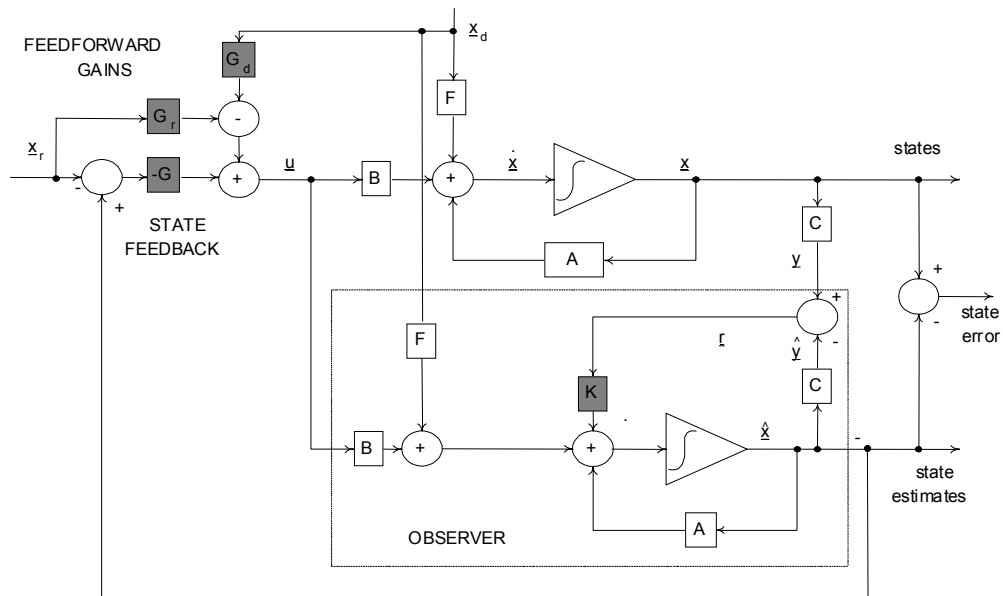 x_d
FEEDFORWARD
GAINS
G_d
F
G_r
-
x_r
-
-G
+
u
B
+
ẋ
x
states
+
STATE
FEEDBACK
A
C
y
+
+
-
state
error
F
r
ŷ
-
K
C
B
+
+
x̂
-
state
estimates
A
OBSERVER